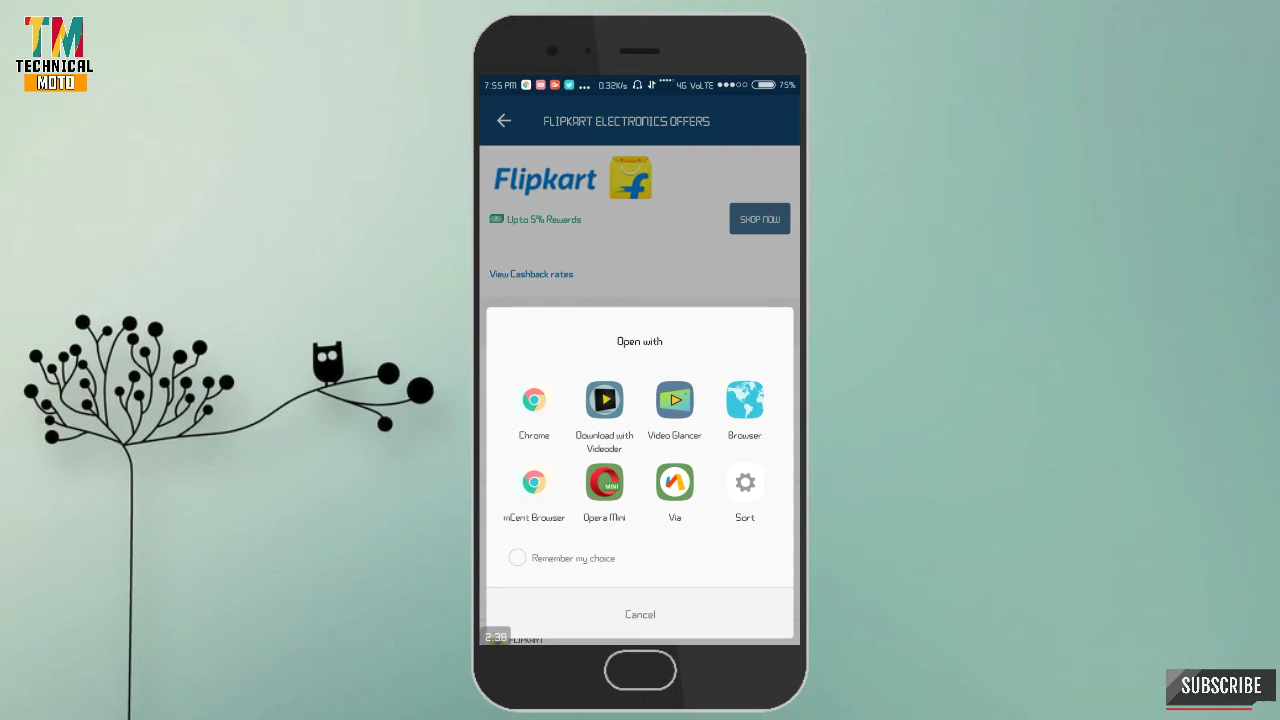 TM
TECHNICAL
MOTO
7:55 PM ... 0.32K/s 4G VoLTE 75%
FLIPKART ELECTRONICS OFFERS
Flipkart
f
Upto 5% Rewards
SHOP NOW
View Cashback rates
Open with
Chrome
Download with Videoder
Video Glancer
Browser
MINI
mCent Browser
Opera Mini
Via
Sort
Remember my choice
Cancel
2:38
FLIPKART
SUBSCRIBE